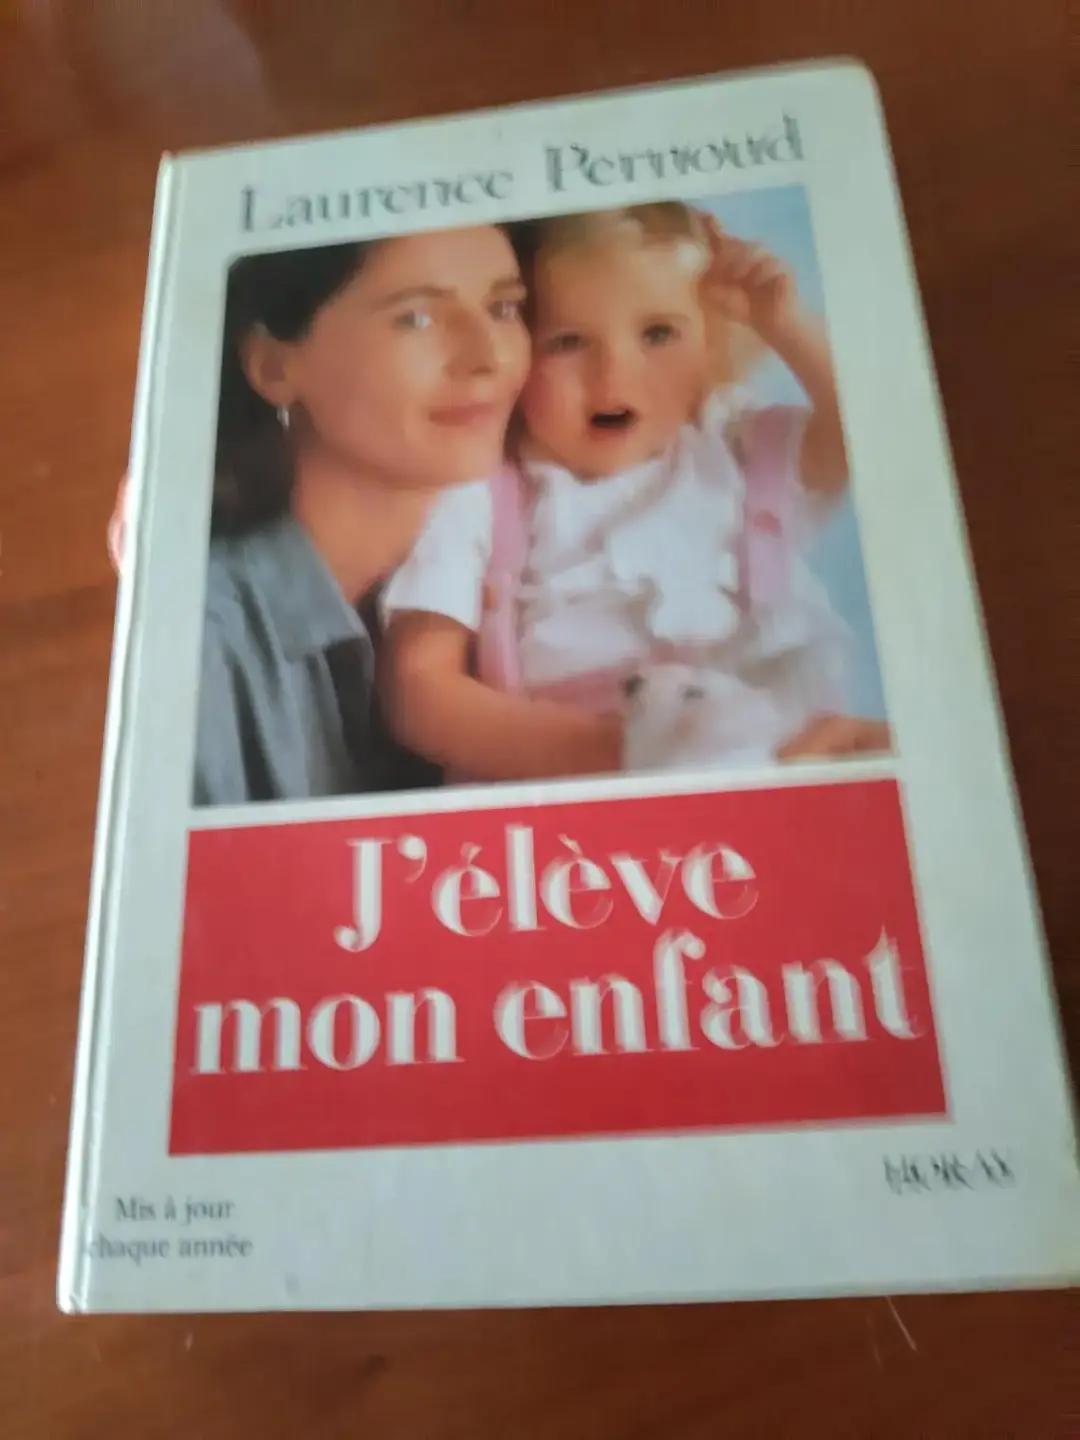 Laurence Pernoud
J'élève
mon enfant
HORAY
Mis à jour
chaque année